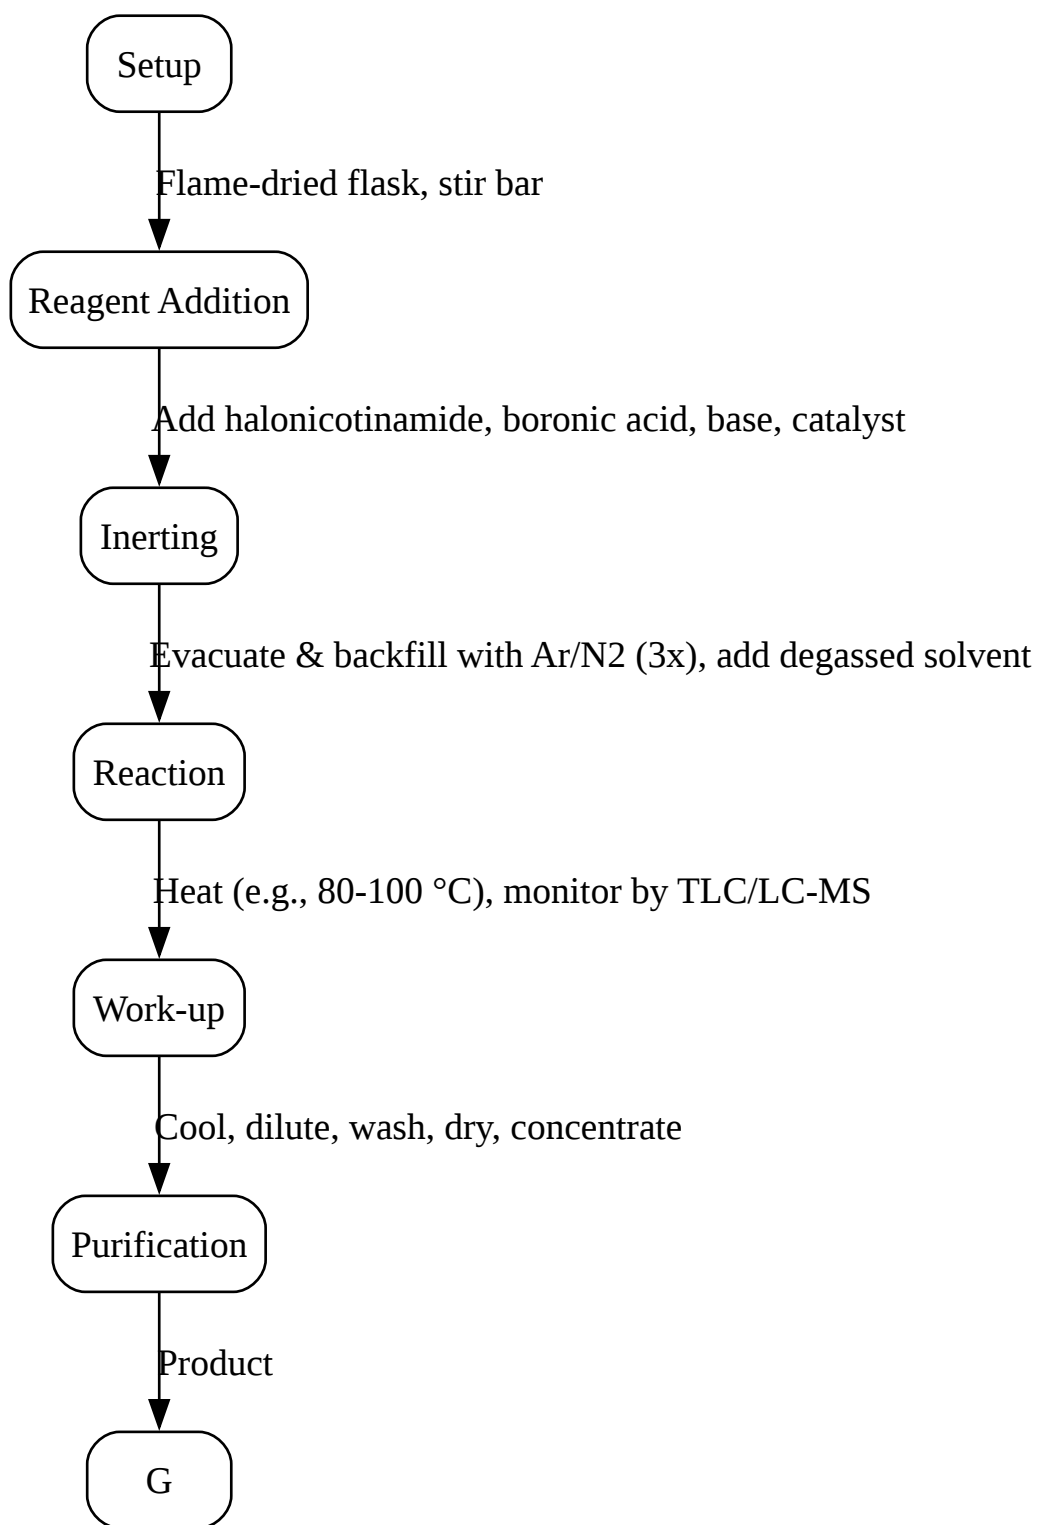 Setup
Flame-dried flask, stir bar
Reagent Addition
Add halonicotinamide, boronic acid, base, catalyst
Inerting
Evacuate & backfill with Ar/N2 (3x), add degassed solvent
Reaction
Heat (e.g., 80-100 °C), monitor by TLC/LC-MS
Work-up
Cool, dilute, wash, dry, concentrate
Purification
Product
G